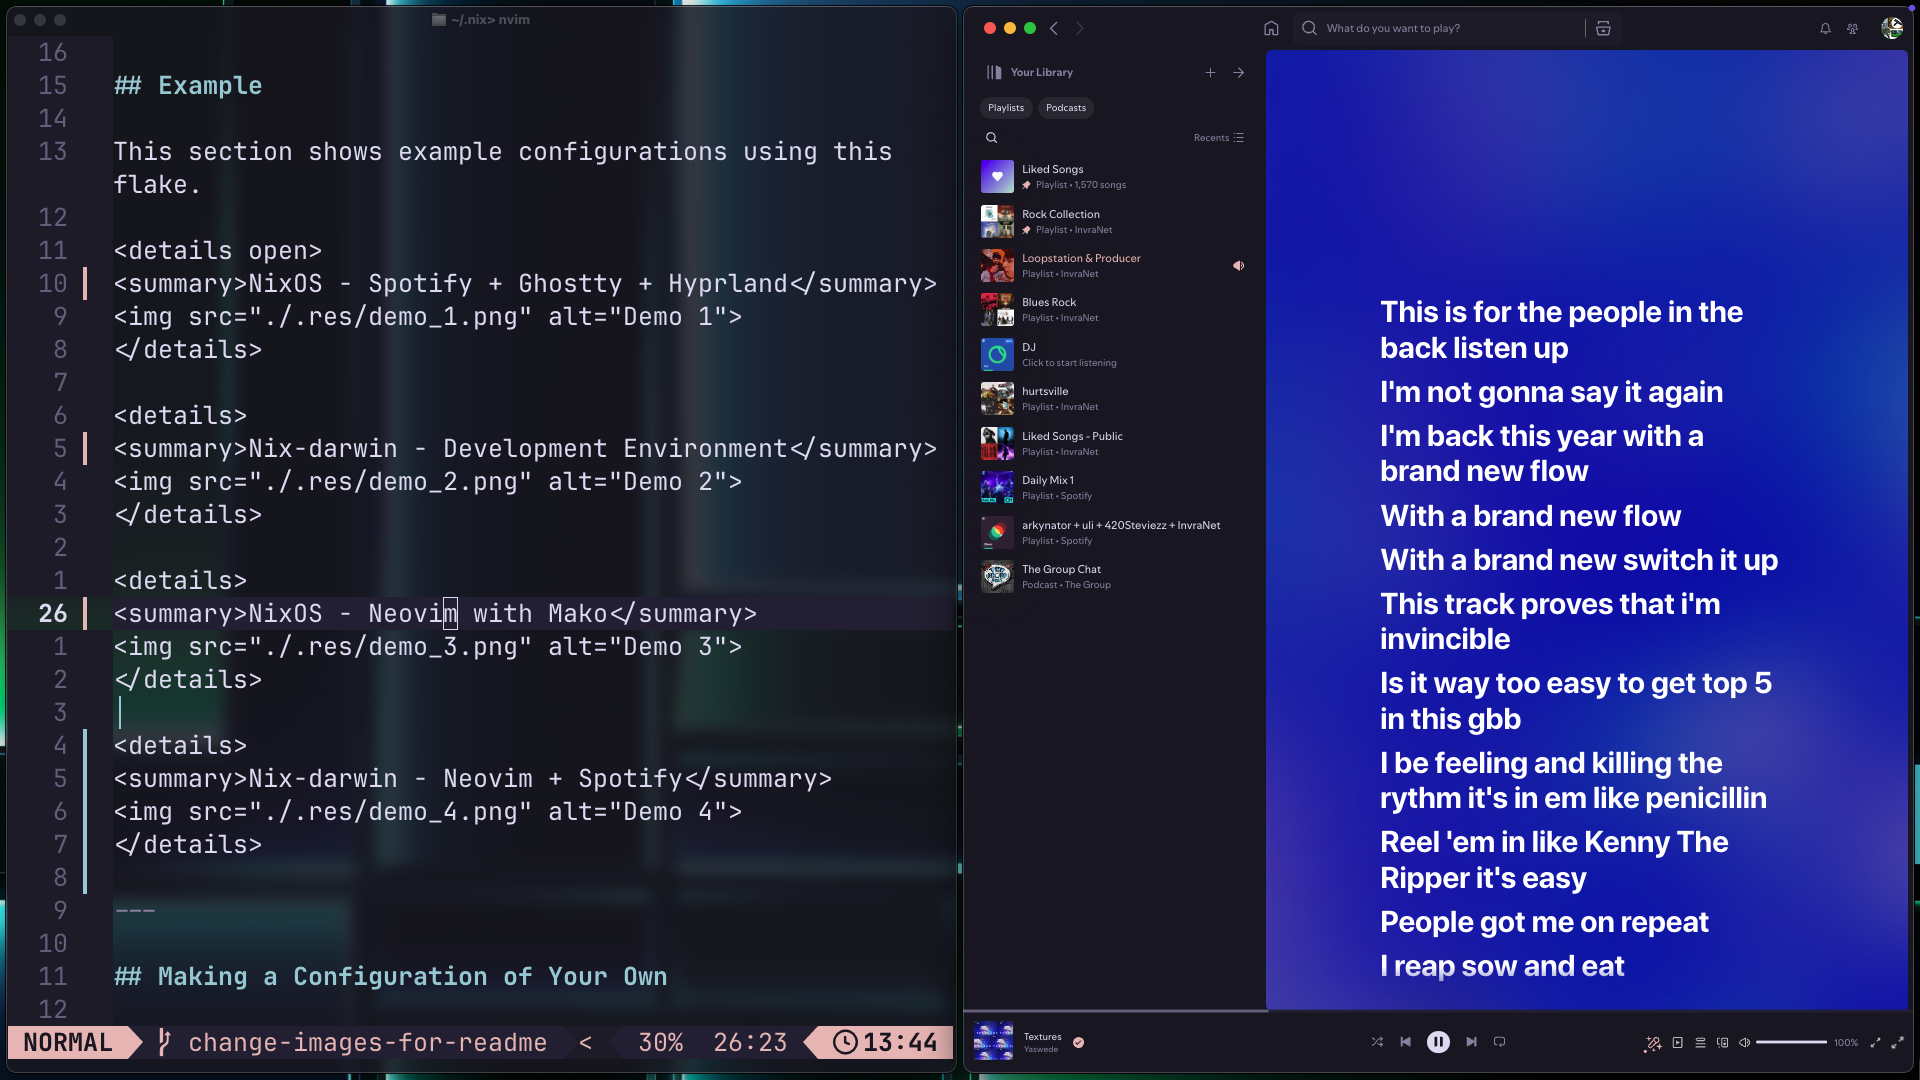 ~/.nix> nvim
16
15 ## Example
14
13 This section shows example configurations using this
flake.
12
11 <details open>
10 <summary>NixOS - Spotify + Ghostty + Hyprland</summary>
9 <img src="./.res/demo_1.png" alt="Demo 1">
8 </details>
7
6 <details>
5 <summary>Nix-darwin - Development Environment</summary>
4 <img src="./.res/demo_2.png" alt="Demo 2">
3 </details>
2
1 <details>
26 <summary>NixOS - Neovim with Mako</summary>
1 <img src="./.res/demo_3.png" alt="Demo 3">
2 </details>
3
4 <details>
5 <summary>Nix-darwin - Neovim + Spotify</summary>
6 <img src="./.res/demo_4.png" alt="Demo 4">
7 </details>
8
9 ---
10
11 ## Making a Configuration of Your Own
12
NORMAL change-images-for-readme < 30% 26:23 13:44
What do you want to play?
Your Library
Playlists Podcasts
Recents
Liked Songs
Playlist • 1,570 songs
Rock Collection
Playlist • InvraNet
Loopstation & Producer
Playlist • InvraNet
Blues Rock
Playlist • InvraNet
DJ
Click to start listening
hurtsville
Playlist • InvraNet
Liked Songs - Public
Playlist • InvraNet
Daily Mix 1
Playlist • Spotify
arkynator + uli + 420Steviezz + InvraNet
Playlist • Spotify
The Group Chat
Podcast • The Group
This is for the people in the
back listen up
I'm not gonna say it again
I'm back this year with a
brand new flow
With a brand new flow
With a brand new switch it up
This track proves that i'm
invincible
Is it way too easy to get top 5
in this gbb
I be feeling and killing the
rythm it's in em like penicillin
Reel 'em in like Kenny The
Ripper it's easy
People got me on repeat
I reap sow and eat
Textures
Yaswede
100%